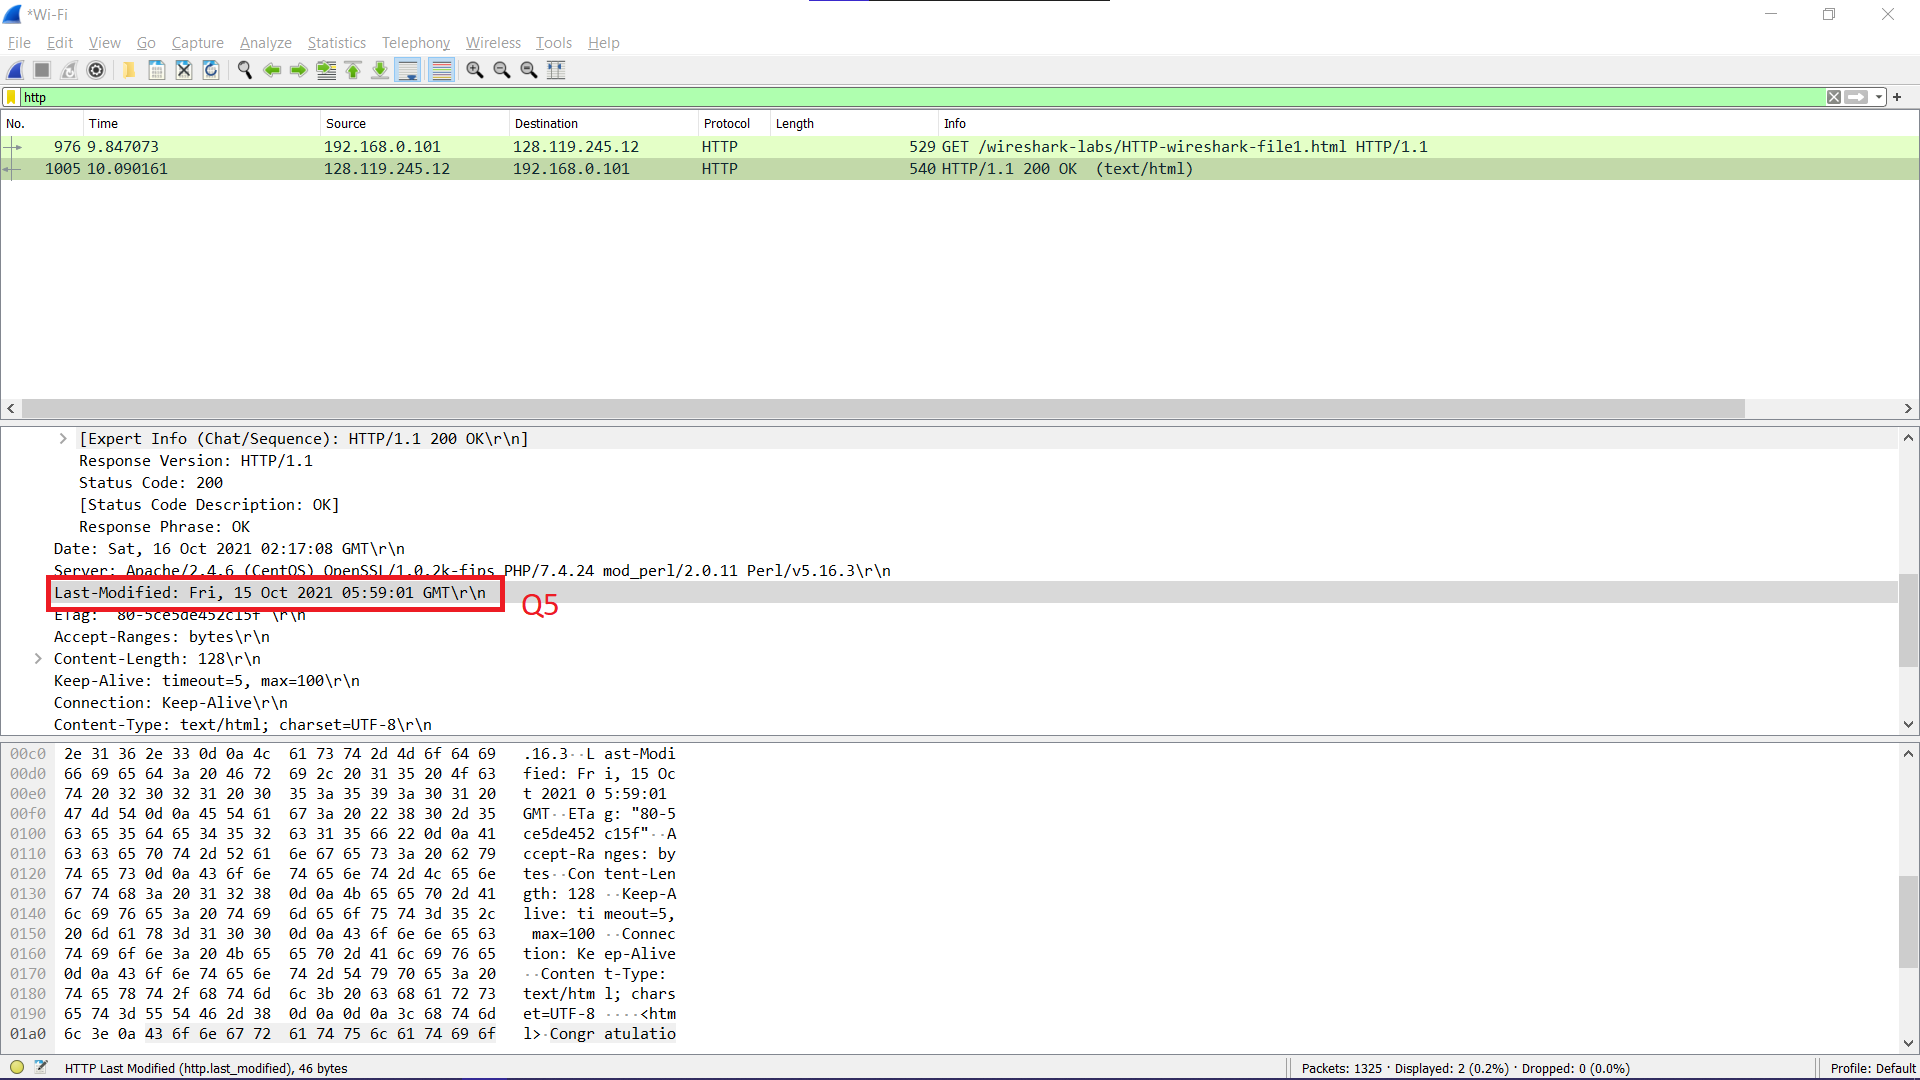 *Wi-Fi
File Edit View Go Capture Analyze Statistics Telephony Wireless Tools Help
http
No. Time Source Destination Protocol Length Info
976 9.847073 192.168.0.101 128.119.245.12 HTTP 529 GET /wireshark-labs/HTTP-wireshark-file1.html HTTP/1.1
1005 10.090161 128.119.245.12 192.168.0.101 HTTP 540 HTTP/1.1 200 OK (text/html)
[Expert Info (Chat/Sequence): HTTP/1.1 200 OK\r\n]
Response Version: HTTP/1.1
Status Code: 200
[Status Code Description: OK]
Response Phrase: OK
Date: Sat, 16 Oct 2021 02:17:08 GMT\r\n
Server: Apache/2.4.6 (CentOS) OpenSSL/1.0.2k-fips PHP/7.4.24 mod_perl/2.0.11 Perl/v5.16.3\r\n
Last-Modified: Fri, 15 Oct 2021 05:59:01 GMT\r\n
Q5
ETag: "80-5ce5de452c15f"\r\n
Accept-Ranges: bytes\r\n
Content-Length: 128\r\n
Keep-Alive: timeout=5, max=100\r\n
Connection: Keep-Alive\r\n
Content-Type: text/html; charset=UTF-8\r\n
00c0 2e 31 36 2e 33 0d 0a 4c 61 73 74 2d 4d 6f 64 69 .16.3··L ast-Modi
00d0 66 69 65 64 3a 20 46 72 69 2c 20 31 35 20 4f 63 fied: Fr i, 15 Oc
00e0 74 20 32 30 32 31 20 30 35 3a 35 39 3a 30 31 20 t 2021 0 5:59:01
00f0 47 4d 54 0d 0a 45 54 61 67 3a 20 22 38 30 2d 35 GMT··ETa g: "80-5
0100 63 65 35 64 65 34 35 32 63 31 35 66 22 0d 0a 41 ce5de452 c15f"··A
0110 63 63 65 70 74 2d 52 61 6e 67 65 73 3a 20 62 79 ccept-Ra nges: by
0120 74 65 73 0d 0a 43 6f 6e 74 65 6e 74 2d 4c 65 6e tes··Con tent-Len
0130 67 74 68 3a 20 31 32 38 0d 0a 4b 65 65 70 2d 41 gth: 128 ··Keep-A
0140 6c 69 76 65 3a 20 74 69 6d 65 6f 75 74 3d 35 2c live: ti meout=5,
0150 20 6d 61 78 3d 31 30 30 0d 0a 43 6f 6e 6e 65 63 max=100 ··Connec
0160 74 69 6f 6e 3a 20 4b 65 65 70 2d 41 6c 69 76 65 tion: Ke ep-Alive
0170 0d 0a 43 6f 6e 74 65 6e 74 2d 54 79 70 65 3a 20 ··Conten t-Type:
0180 74 65 78 74 2f 68 74 6d 6c 3b 20 63 68 61 72 73 text/htm l; chars
0190 65 74 3d 55 54 46 2d 38 0d 0a 0d 0a 3c 68 74 6d et=UTF-8 ····<htm
01a0 6c 3e 0a 43 6f 6e 67 72 61 74 75 6c 61 74 69 6f l>·Congr atulatio
HTTP Last Modified (http.last_modified), 46 bytes
Packets: 1325 · Displayed: 2 (0.2%) · Dropped: 0 (0.0%)
Profile: Default